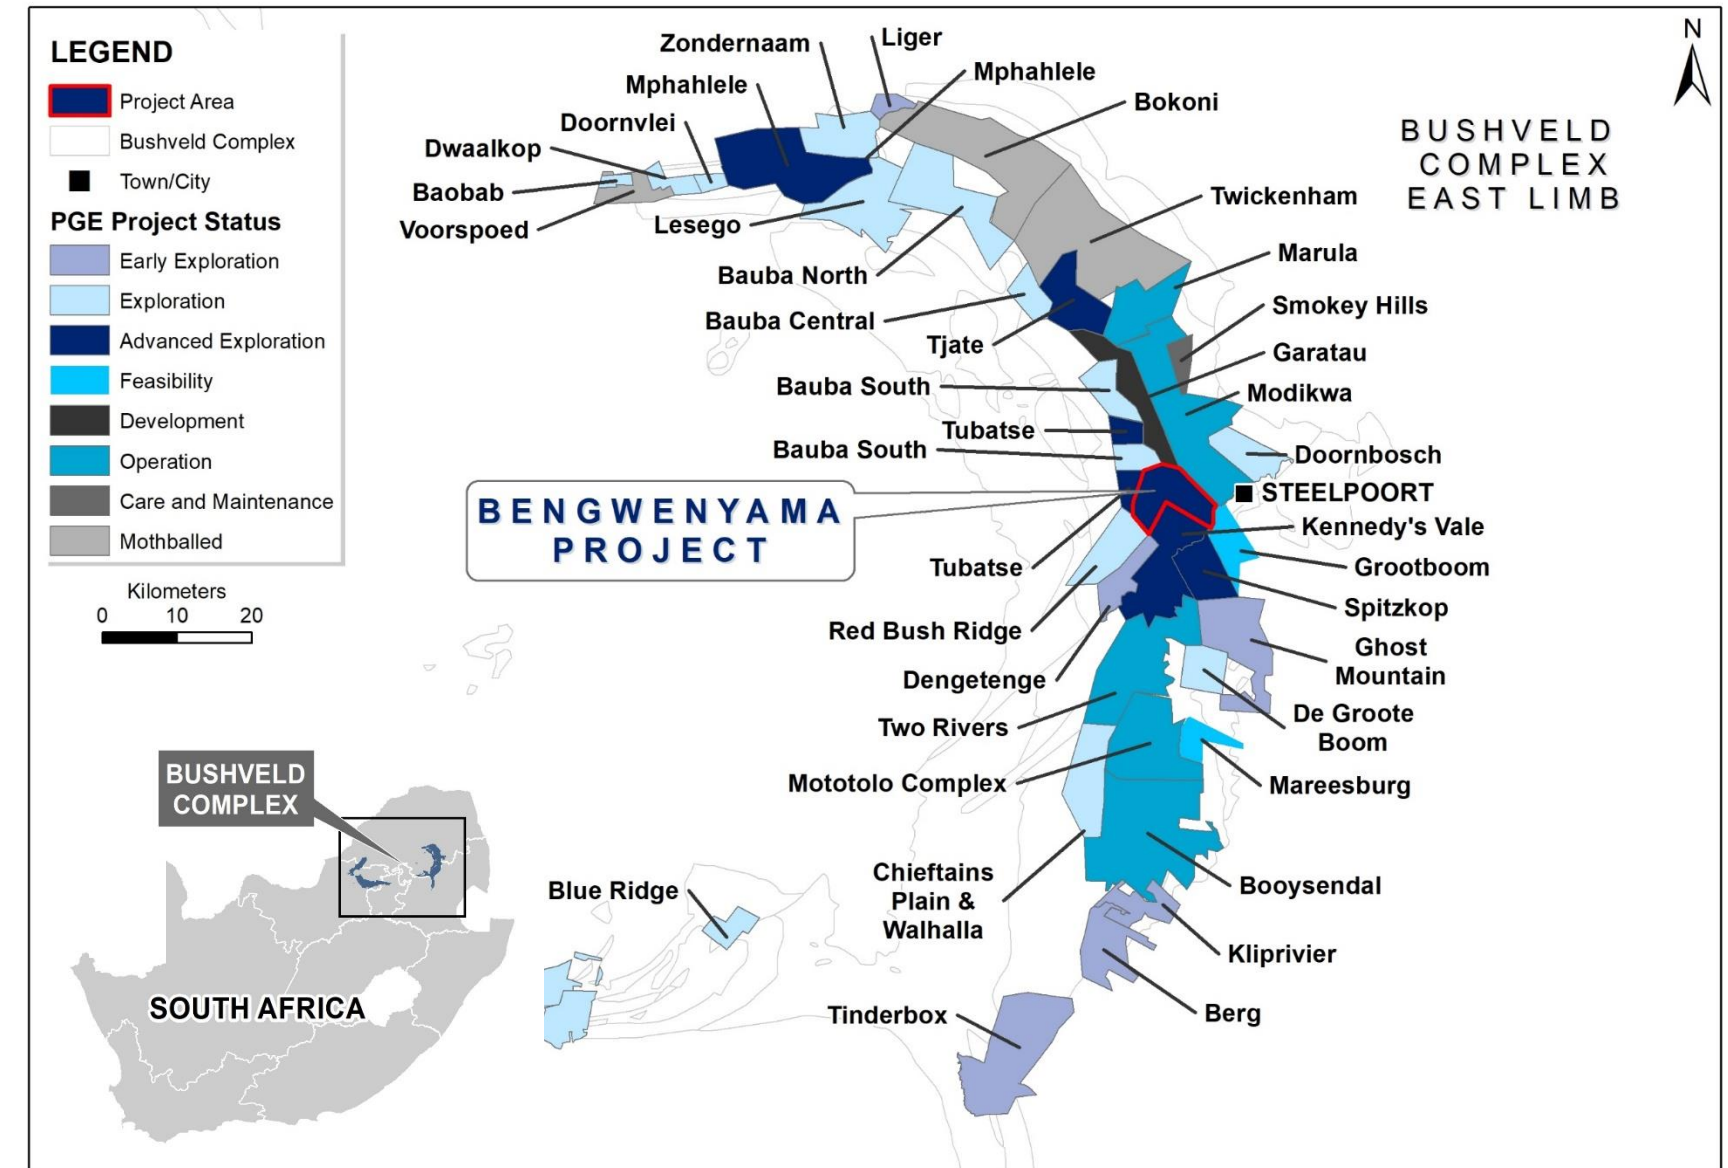 LEGEND
Project Area
Bushveld Complex
Town/City
PGE Project Status
Early Exploration
Exploration
Advanced Exploration
Feasibility
Development
Operation
Care and Maintenance
Mothballed
Kilometers
0 10 20
N
BUSHVELD
COMPLEX
EAST LIMB
Zondernaam
Liger
Mphahlele
Mphahlele
Bokoni
Doornvlei
Dwaalkop
Baobab
Voorspoed
Lesego
Twickenham
Bauba North
Marula
Bauba Central
Smokey Hills
Tjate
Garatau
Bauba South
Modikwa
Tubatse
Bauba South
Doornbosch
STEELPOORT
BENGWENYAMA
PROJECT
Kennedy's Vale
Tubatse
Grootboom
Spitzkop
Red Bush Ridge
Ghost
Mountain
Dengetenge
De Groote
Boom
Two Rivers
Mototolo Complex
Mareesburg
Chieftains
Plain &
Walhalla
Booysendal
Blue Ridge
Kliprivier
Berg
Tinderbox
BUSHVELD
COMPLEX
SOUTH AFRICA